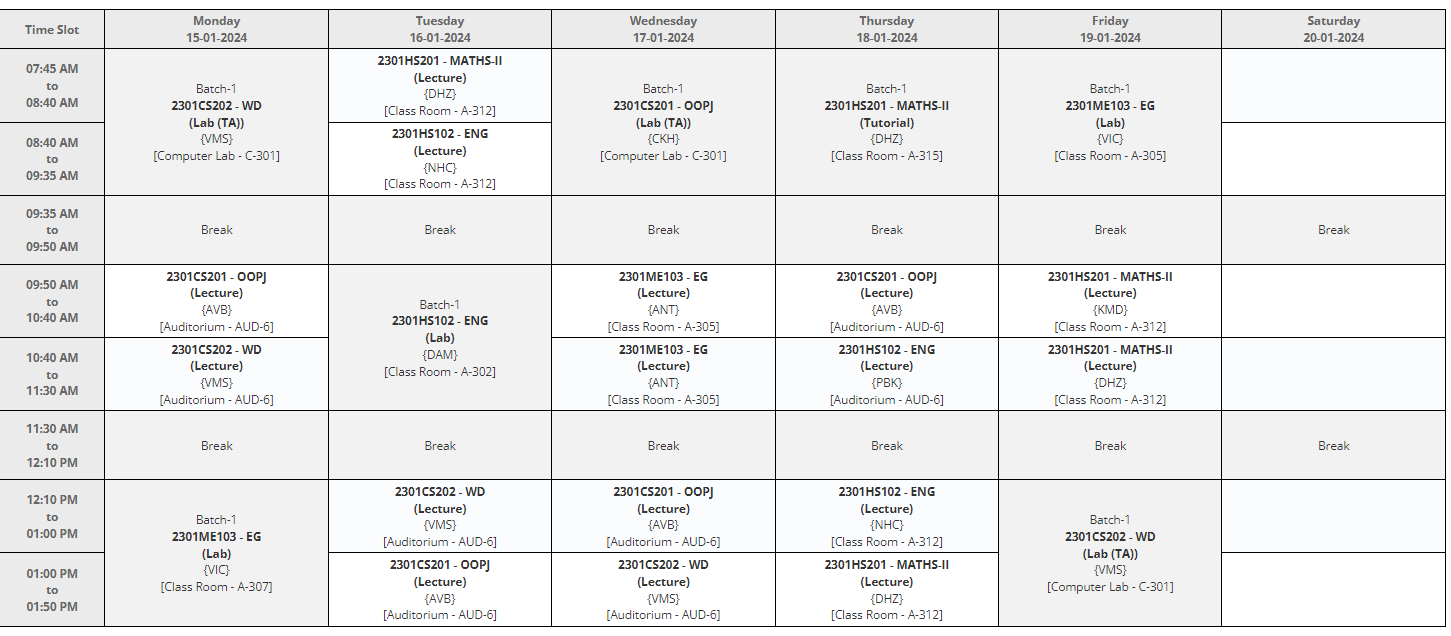 Time Slot
Monday
15-01-2024
Tuesday
16-01-2024
Wednesday
17-01-2024
Thursday
18-01-2024
Friday
19-01-2024
Saturday
20-01-2024
07:45 AM
to
08:40 AM
Batch-1
2301CS202 - WD
(Lab (TA))
{VMS}
[Computer Lab - C-301]
2301HS201 - MATHS-II
(Lecture)
{DHZ}
[Class Room - A-312]
Batch-1
2301CS201 - OOPJ
(Lab (TA))
{CKH}
[Computer Lab - C-301]
Batch-1
2301HS201 - MATHS-II
(Tutorial)
{DHZ}
[Class Room - A-315]
Batch-1
2301ME103 - EG
(Lab)
{VIC}
[Class Room - A-305]
08:40 AM
to
09:35 AM
2301HS102 - ENG
(Lecture)
{NHC}
[Class Room - A-312]
09:35 AM
to
09:50 AM
Break
Break
Break
Break
Break
Break
09:50 AM
to
10:40 AM
2301CS201 - OOPJ
(Lecture)
{AVB}
[Auditorium - AUD-6]
Batch-1
2301HS102 - ENG
(Lab)
{DAM}
[Class Room - A-302]
2301ME103 - EG
(Lecture)
{ANT}
[Class Room - A-305]
2301CS201 - OOPJ
(Lecture)
{AVB}
[Auditorium - AUD-6]
2301HS201 - MATHS-II
(Lecture)
{KMD}
[Class Room - A-312]
10:40 AM
to
11:30 AM
2301CS202 - WD
(Lecture)
{VMS}
[Auditorium - AUD-6]
2301ME103 - EG
(Lecture)
{ANT}
[Class Room - A-305]
2301HS102 - ENG
(Lecture)
{PBK}
[Auditorium - AUD-6]
2301HS201 - MATHS-II
(Lecture)
{DHZ}
[Class Room - A-312]
11:30 AM
to
12:10 PM
Break
Break
Break
Break
Break
Break
12:10 PM
to
01:00 PM
Batch-1
2301ME103 - EG
(Lab)
{VIC}
[Class Room - A-307]
2301CS202 - WD
(Lecture)
{VMS}
[Auditorium - AUD-6]
2301CS201 - OOPJ
(Lecture)
{AVB}
[Auditorium - AUD-6]
2301HS102 - ENG
(Lecture)
{NHC}
[Class Room - A-312]
Batch-1
2301CS202 - WD
(Lab (TA))
{VMS}
[Computer Lab - C-301]
01:00 PM
to
01:50 PM
2301CS201 - OOPJ
(Lecture)
{AVB}
[Auditorium - AUD-6]
2301CS202 - WD
(Lecture)
{VMS}
[Auditorium - AUD-6]
2301HS201 - MATHS-II
(Lecture)
{DHZ}
[Class Room - A-312]